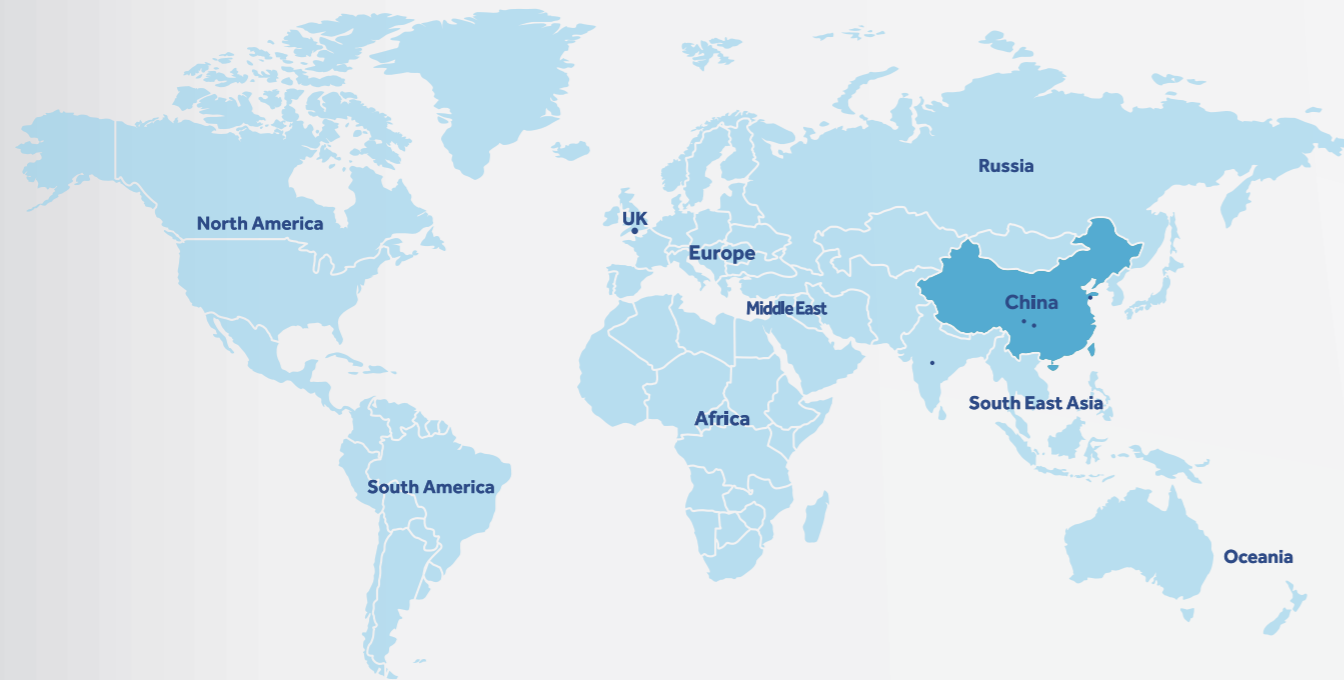 Russia
North America
UK
Europe
China
Middle East
South East Asia
Africa
South America
Oceania